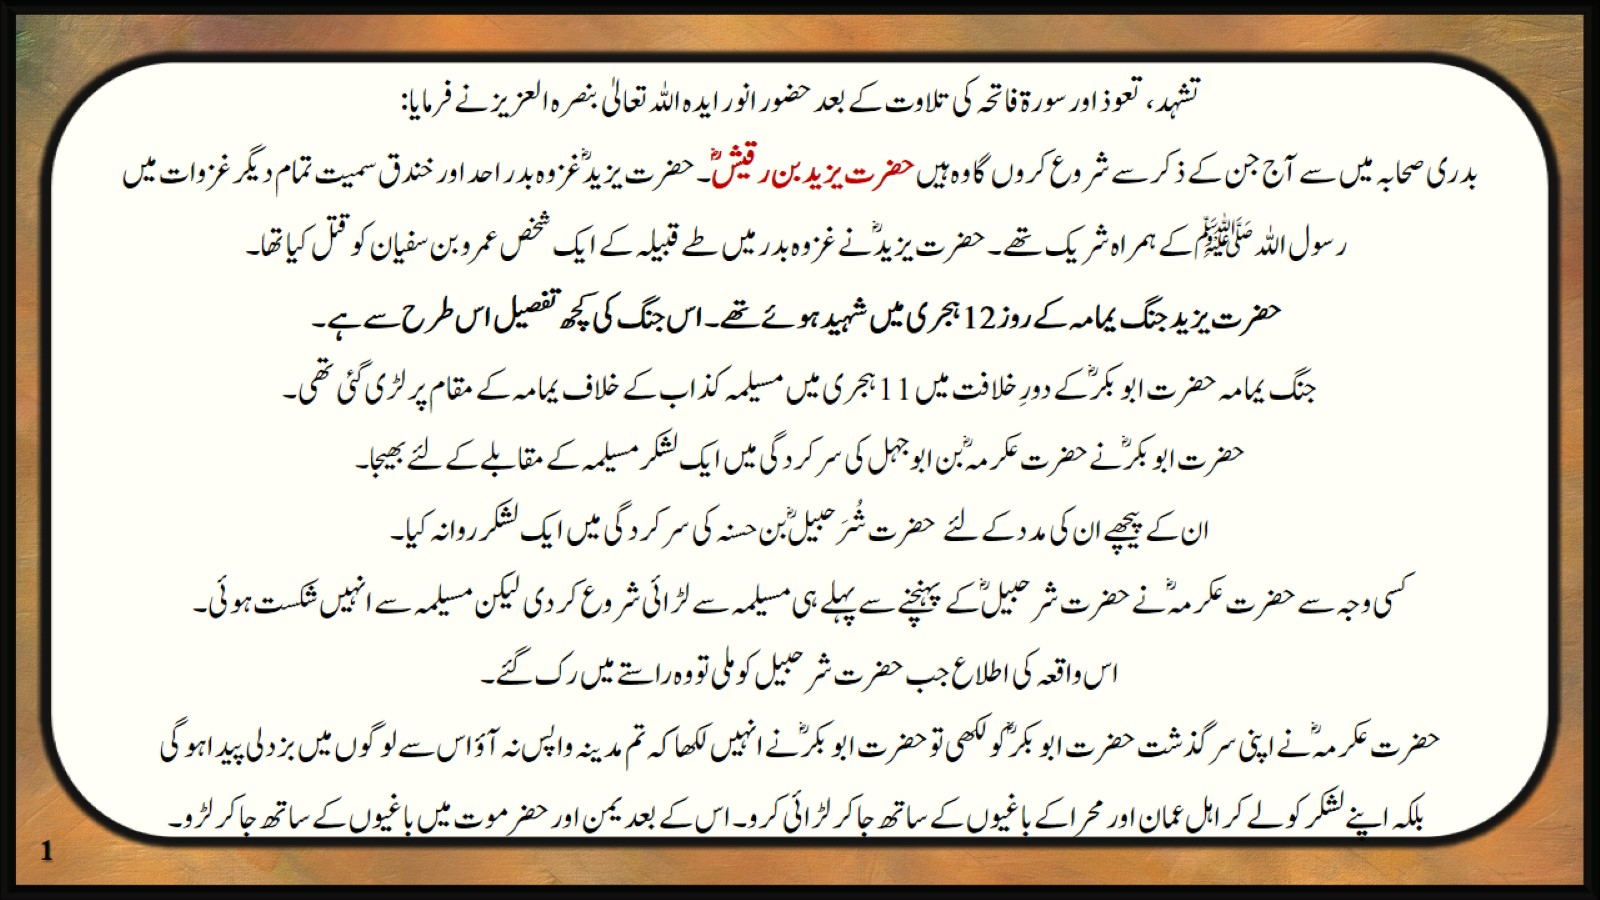 تشہد، تعوذ اور سورۃ فاتحہ کی تلاوت کے بعد حضور انور ایدہ اللہ تعالیٰ بنصرہ العزیز نے فرمایا:
بدری صحابہ میں سے آج جن کے ذکر سے شروع کروں گا وہ ہیں حضرت یزید بن رقیشؓ۔ حضرت یزیدؓ غزوہ بدر احد اور خندق سمیت تمام دیگر غزوات میں
رسول اللہ ﷺ کے ہمراہ شریک تھے۔ حضرت یزیدؓ نے غزوہ بدر میں طے قبیلہ کے ایک شخص عمرو بن سفیان کو قتل کیا تھا۔
حضرت یزید جنگ یمامہ کے روز 12 ہجری میں شہید ہوئے تھے۔ اس جنگ کی کچھ تفصیل اس طرح سے ہے۔
جنگ یمامہ حضرت ابو بکرؓ کے دورِ خلافت میں 11 ہجری میں مسیلمہ کذاب کے خلاف یمامہ کے مقام پر لڑی گئی تھی۔
حضرت ابو بکرؓ نے حضرت عکرمہؓ بن ابو جہل کی سرکردگی میں ایک لشکر مسیلمہ کے مقابلے کے لئے بھیجا۔
ان کے پیچھے ان کی مدد کے لئے حضرت شُرَحبیلؓ بن حسنہ کی سرکردگی میں ایک لشکر روانہ کیا۔
کسی وجہ سے حضرت عکرمہؓ نے حضرت شرحبیلؓ کے پہنچنے سے پہلے ہی مسیلمہ سے لڑائی شروع کر دی لیکن مسیلمہ سے انہیں شکست ہوئی۔
اس واقعہ کی اطلاع جب حضرت شرحبیل کو ملی تو وہ راستے میں رک گئے۔
حضرت عکرمہؓ نے اپنی سرگذشت حضرت ابو بکرؓ کو لکھی تو حضرت ابو بکرؓ نے انہیں لکھا کہ تم مدینہ واپس نہ آؤ اس سے لوگوں میں بزدلی پیدا ہو گی
بلکہ اپنے لشکر کو لے کر اہل عمان اور محرا کے باغیوں کے ساتھ جا کر لڑائی کرو۔ اس کے بعد یمن اور حضرموت میں باغیوں کے ساتھ جا کر لڑو۔
1